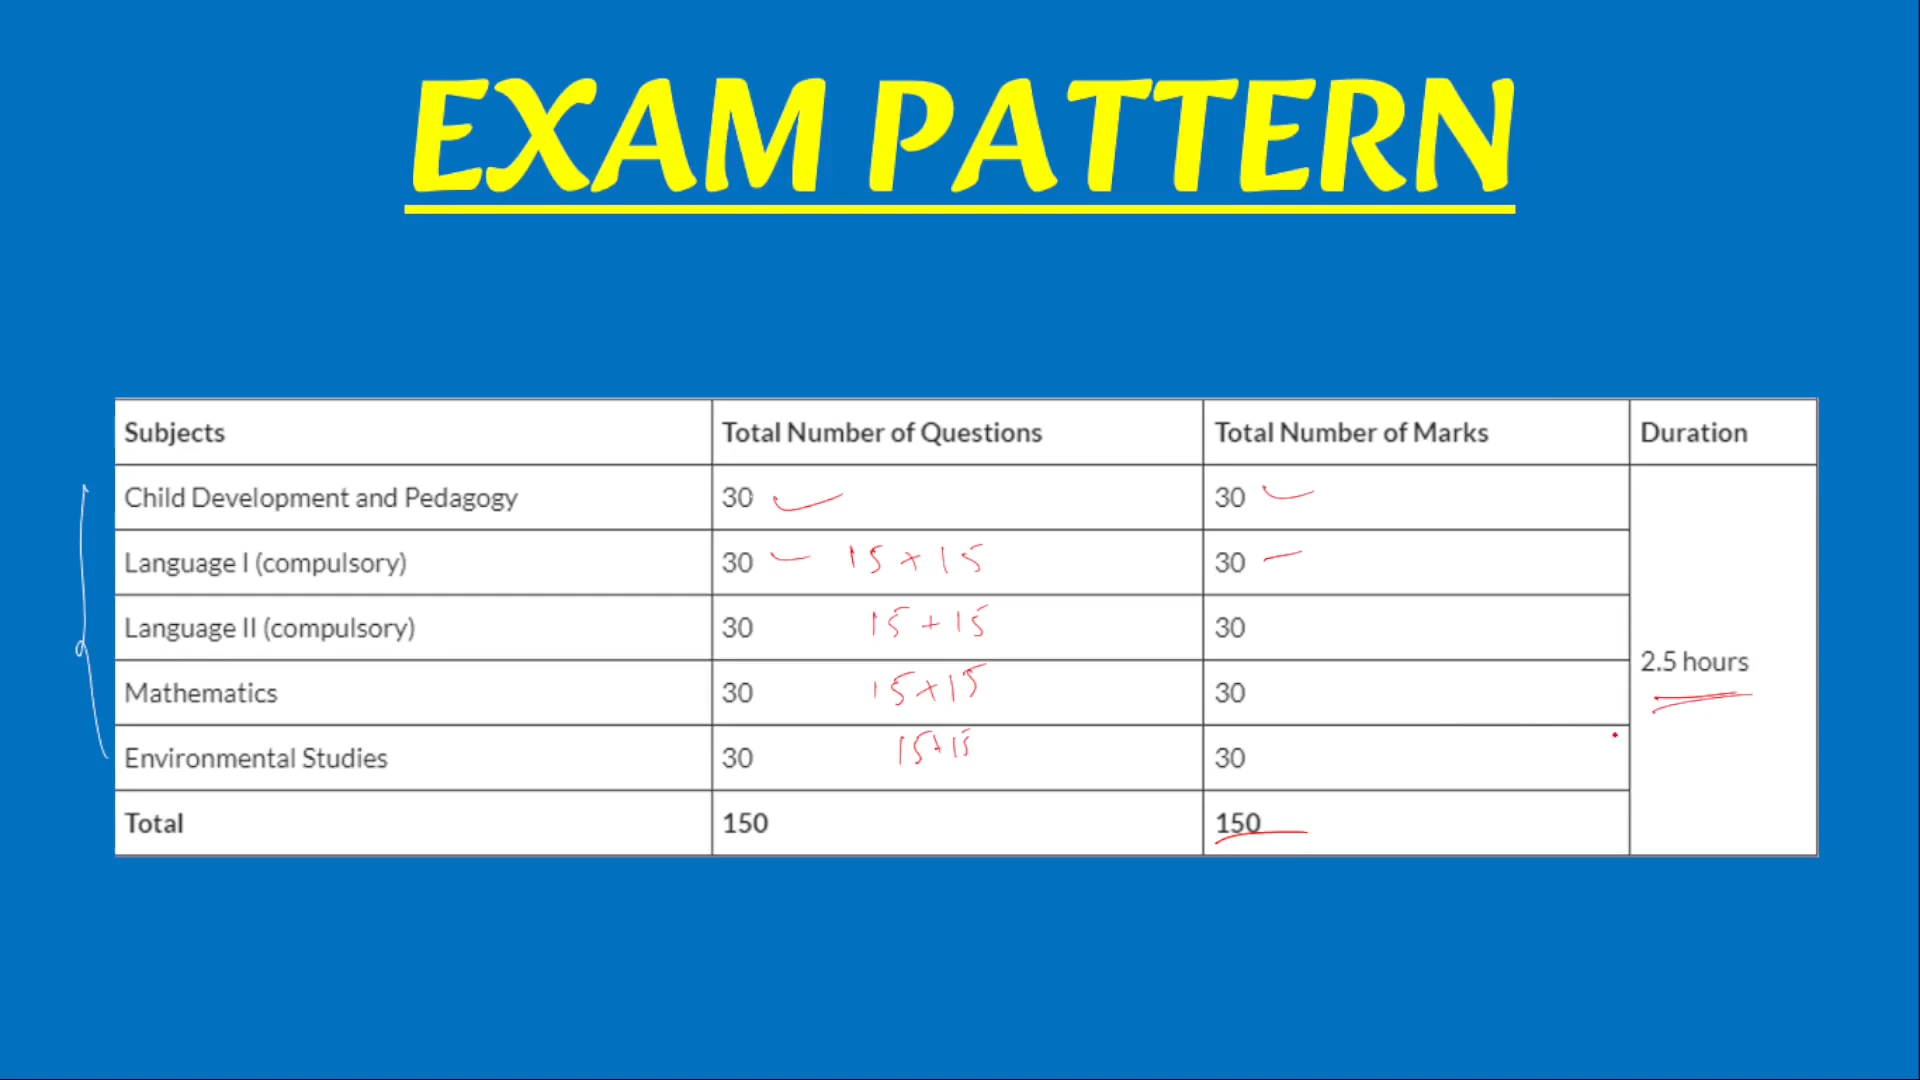 EXAM PATTERN
Subjects Total Number of Questions Total Number of Marks Duration
Child Development and Pedagogy 30 30
Language I (compulsory) 30 15 + 15 30
Language II (compulsory) 30 15 + 15 30
2.5 hours
Mathematics 30 15 + 15 30
Environmental Studies 30 15 + 15 30
Total 150 150